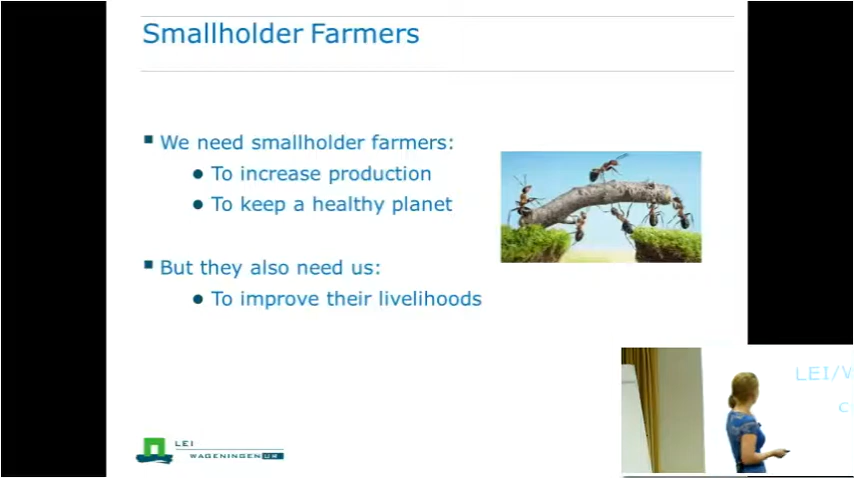 Smallholder Farmers
We need smallholder farmers:
To increase production
To keep a healthy planet
But they also need us:
To improve their livelihoods
LEI
WAGENINGEN UR
LEI/